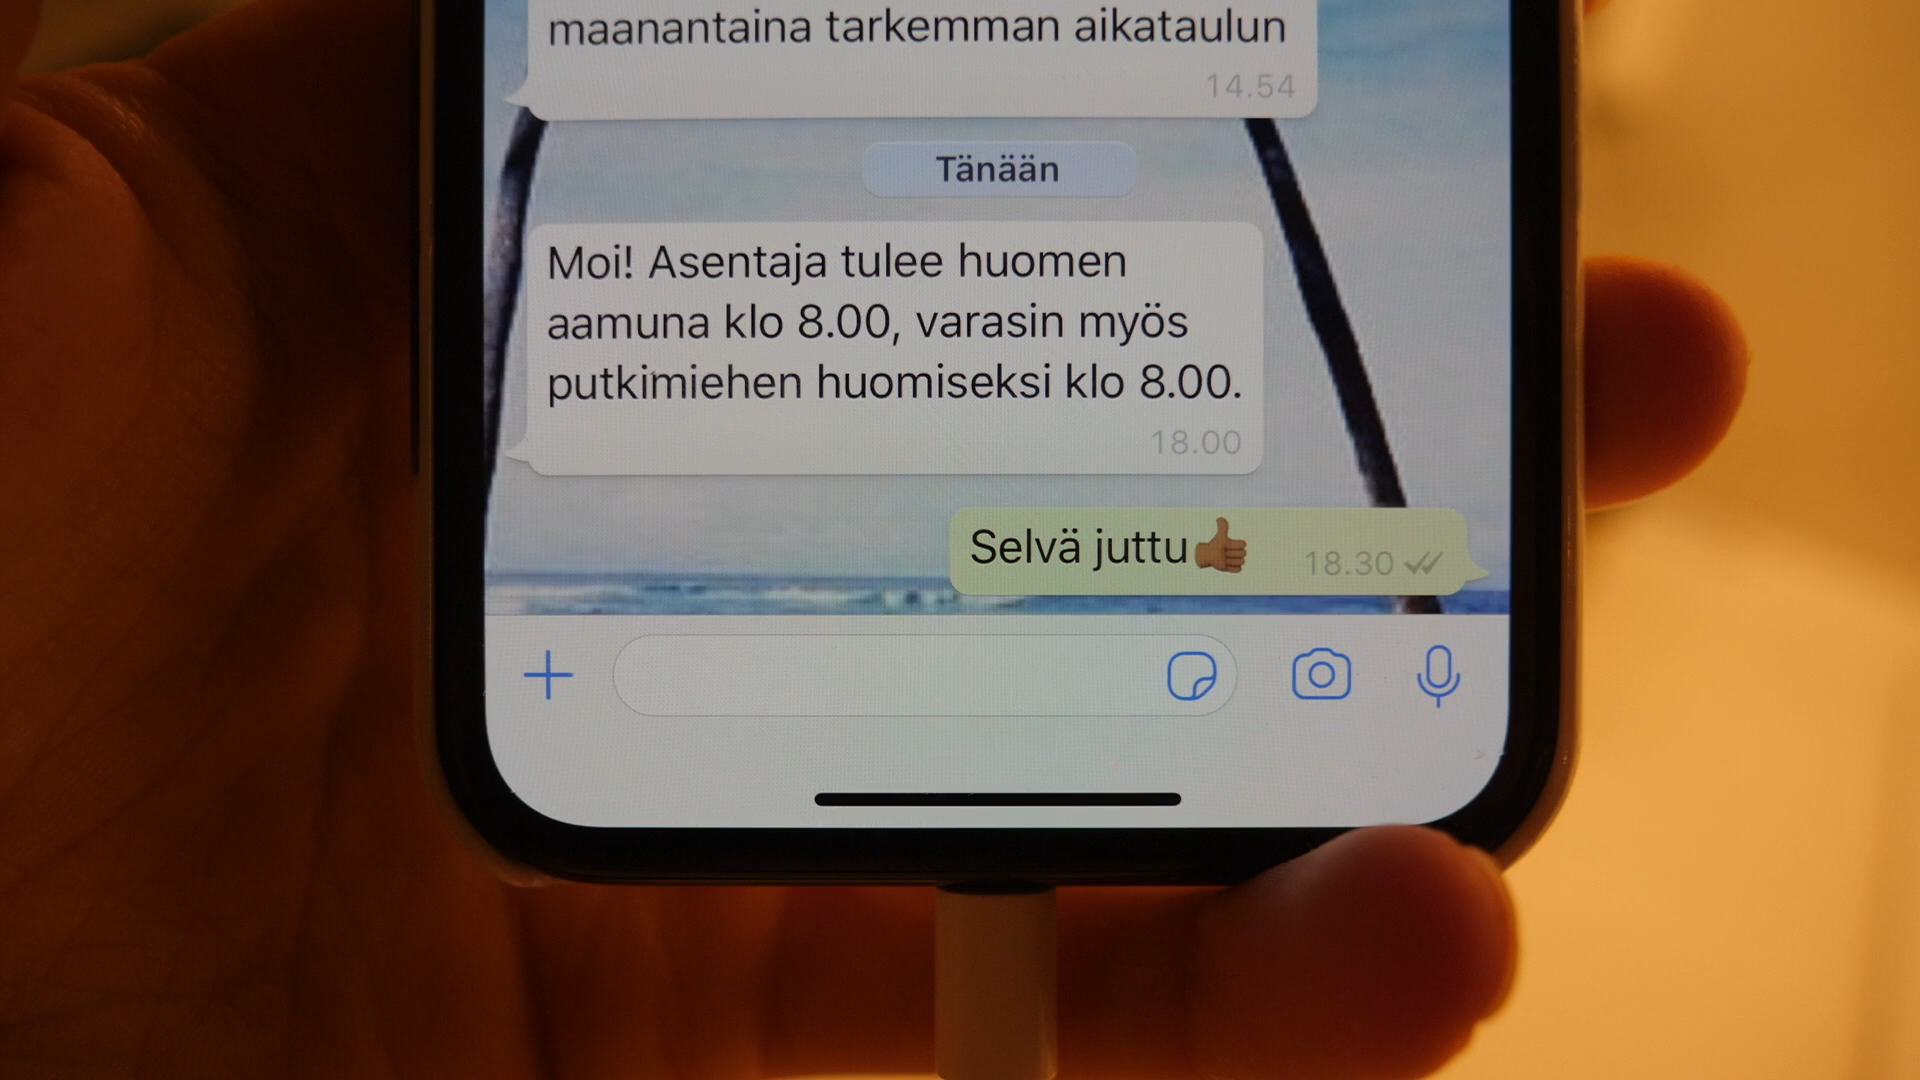 maanantaina tarkemman aikataulun
14.54
Tänään
Moi! Asentaja tulee huomen
aamuna klo 8.00, varasin myös
putkimiehen huomiseksi klo 8.00.
18.00
Selvä juttu👍🏽
18.30